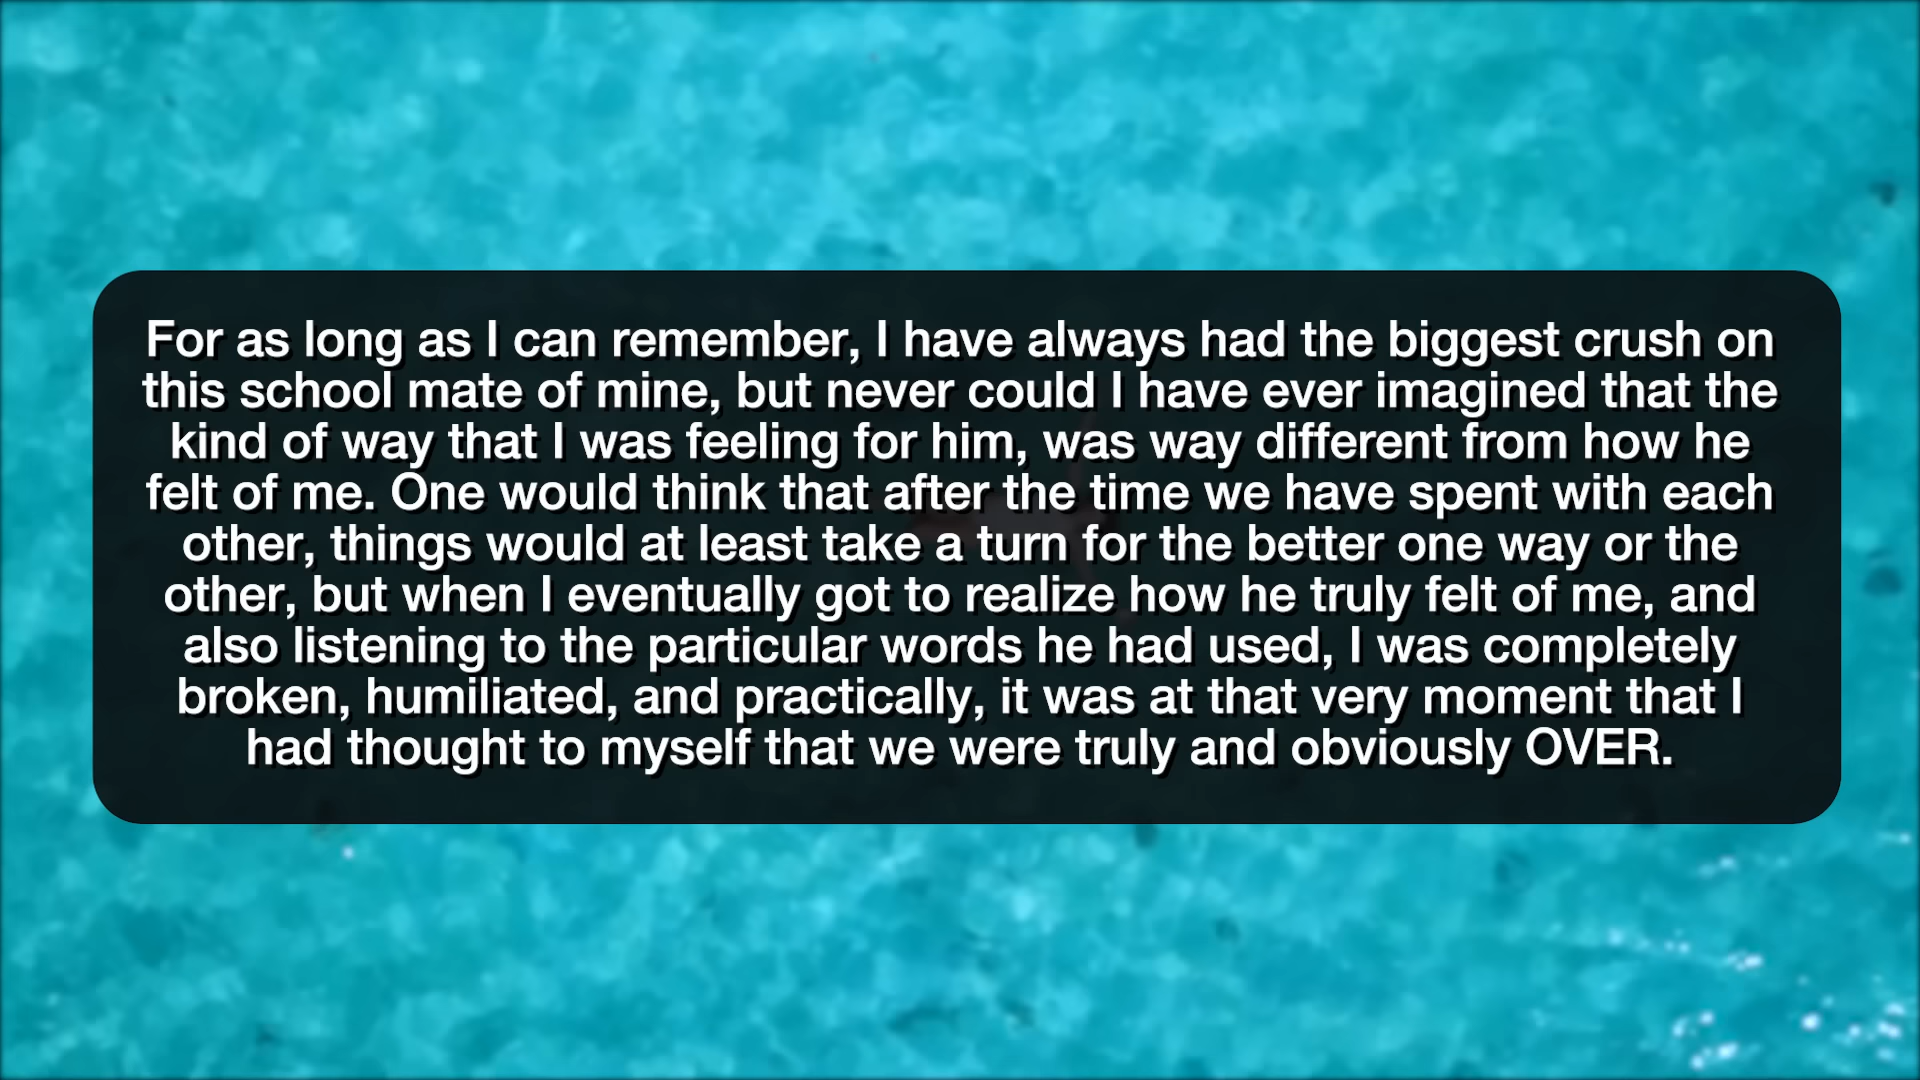 For as long as I can remember, I have always had the biggest crush on
this school mate of mine, but never could I have ever imagined that the
kind of way that I was feeling for him, was way different from how he
felt of me. One would think that after the time we have spent with each
other, things would at least take a turn for the better one way or the
other, but when I eventually got to realize how he truly felt of me, and
also listening to the particular words he had used, I was completely
broken, humiliated, and practically, it was at that very moment that I
had thought to myself that we were truly and obviously OVER.